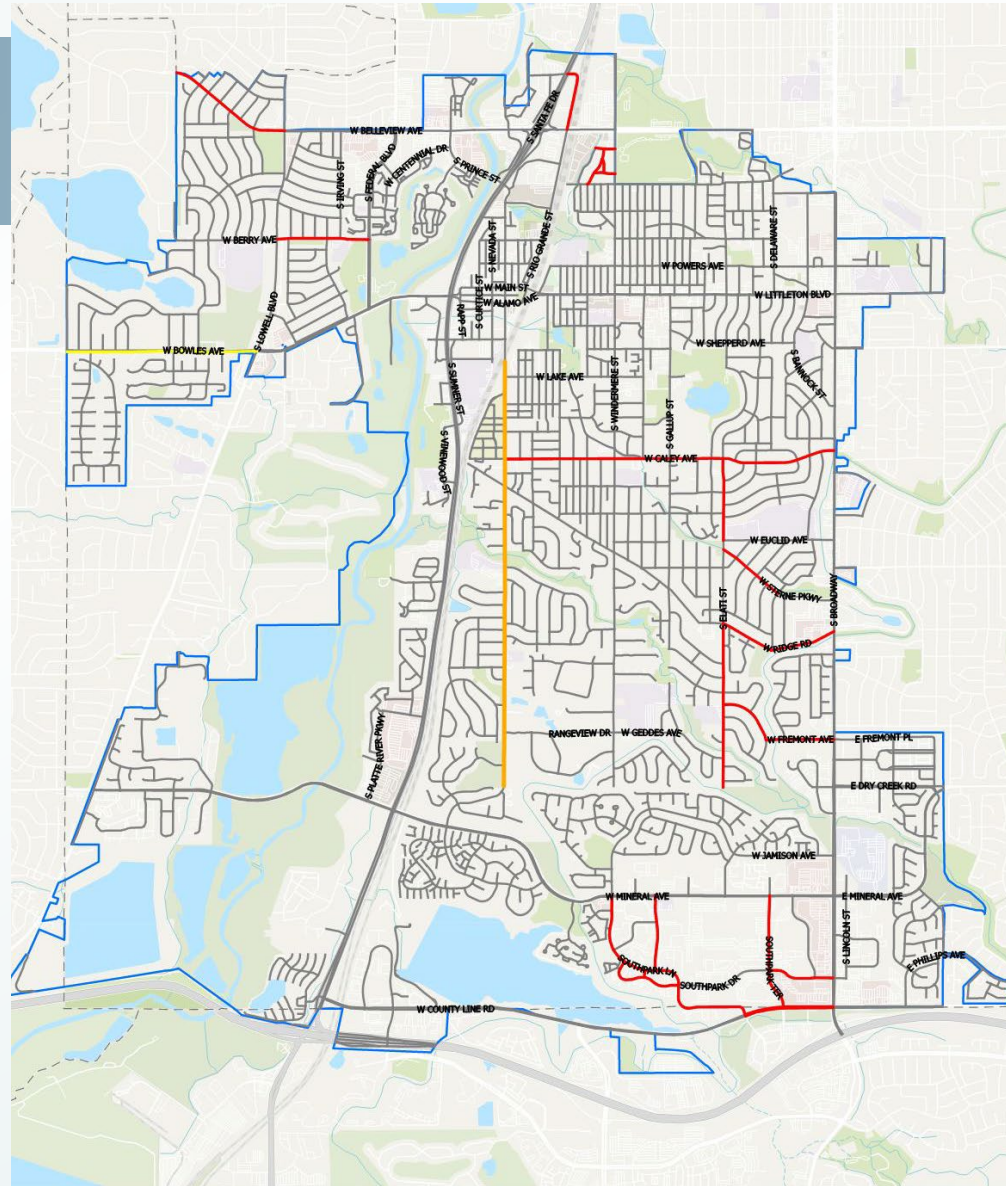 S SANTA FE DR
W BELLEVIEW AVE
S FEDERAL BLVD
W CENTENNIAL DR
S PRINCE ST
S IRVING ST
S DELAWARE ST
W BERRY AVE
S NEVADA ST
S RIO GRANDE ST
W POWERS AVE
W MAIN ST
W LITTLETON BLVD
W ALAMO AVE
S CURTICE ST
RAPP ST
S LOWELL BLVD
W SHEPPERD AVE
W BOWLES AVE
S BANNOCK ST
W LAKE AVE
S SUMNER ST
S WINDERMERE ST
S GALLUP ST
S VINEWOOD ST
W CALEY AVE
W EUCLID AVE
W STERNE PKWY
S BROADWAY
S ELATI ST
W RIDGE RD
RANGEVIEW DR
W GEDDES AVE
W FREMONT AVE
E FREMONT PL
S PLATTE RIVER PKWY
E DRY CREEK RD
W JAMISON AVE
W MINERAL AVE
E MINERAL AVE
S LINCOLN ST
SOUTHPARK LN
SOUTHPARK TER
E PHILLIPS AVE
SOUTHPARK DR
W COUNTY LINE RD